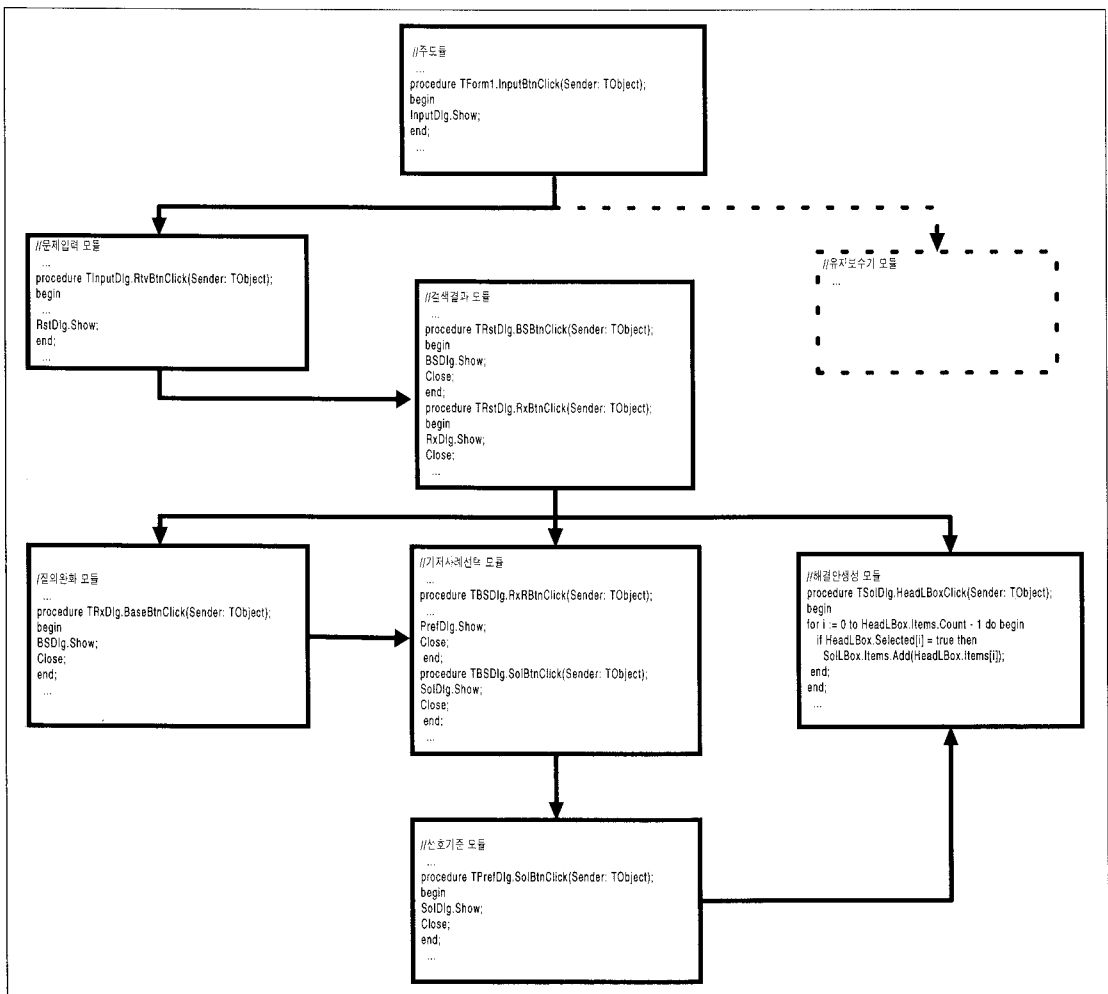 //주모듈
...
procedure TForm1.InputBtnClick(Sender: TObject);
begin
InputDlg.Show;
end;
...
//문제입력 모듈
...
procedure TInputDlg.RtvBtnClick(Sender: TObject);
begin
...
RstDlg.Show;
end;
...
//유지보수기 모듈
...
//검색결과 모듈
...
procedure TRstDlg.BSBtnClick(Sender: TObject);
begin
BSDlg.Show;
Close;
end;
procedure TRstDlg.RxBtnClick(Sender: TObject);
begin
RxDlg.Show;
Close;
...
/질의완화 모듈
...
procedure TRxDlg.BaseBtnClick(Sender: TObject);
begin
BSDlg.Show;
Close;
end;
...
//기저사례선택 모듈
...
procedure TBSDlg.RxRBtnClick(Sender: TObject);
...
PrefDlg.Show;
Close;
end;
procedure TBSDlg.SolBtnClick(Sender: TObject);
SolDlg.Show;
Close;
end;
...
//해결안생성 모듈
procedure TSolDlg.HeadLBoxClick(Sender: TObject);
begin
for i := 0 to HeadLBox.Items.Count - 1 do begin
if HeadLBox.Selected[i] = true then
SolLBox.Items.Add(HeadLBox.Items[i]);
end;
end;
...
//선호기준 모듈
...
procedure TPrefDlg.SolBtnClick(Sender: TObject);
begin
SolDlg.Show;
Close;
end;
...